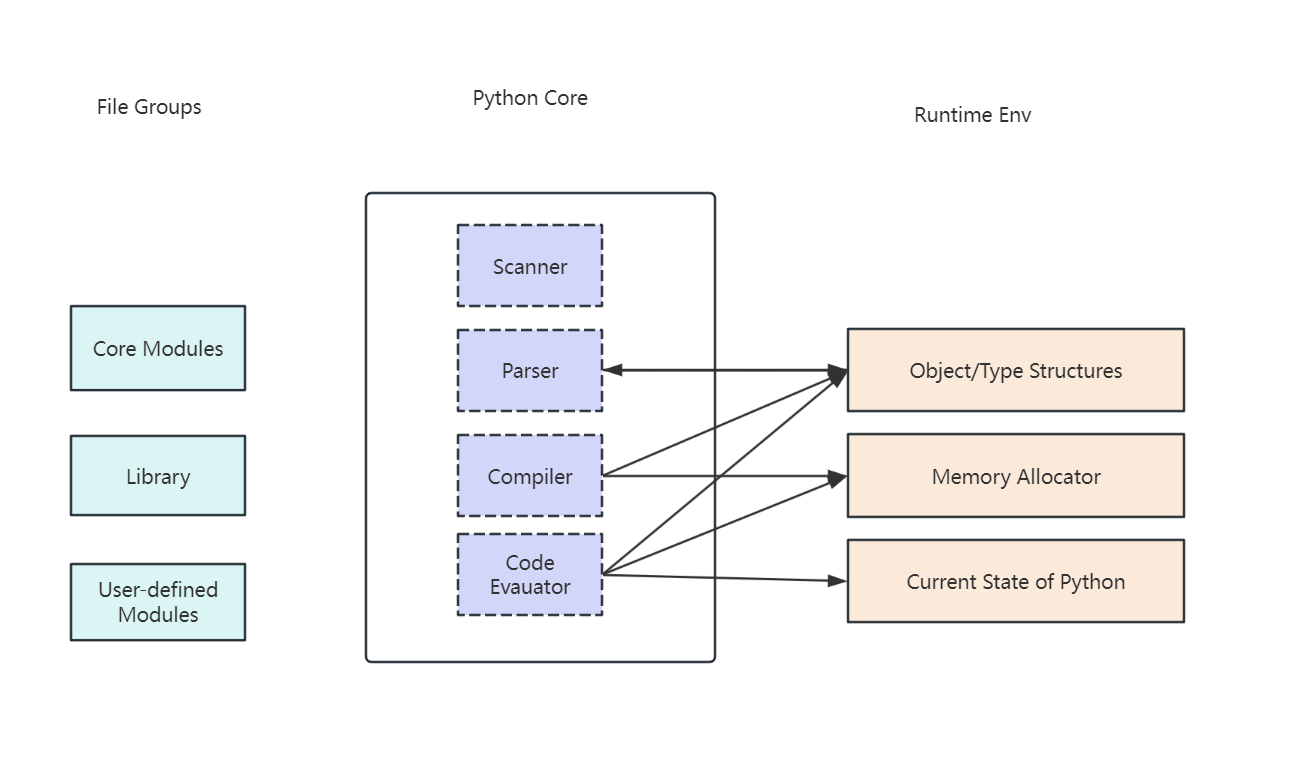 File Groups
Python Core
Runtime Env
Core Modules
Library
User-defined
Modules
Scanner
Parser
Compiler
Code
Evauator
Object/Type Structures
Memory Allocator
Current State of Python